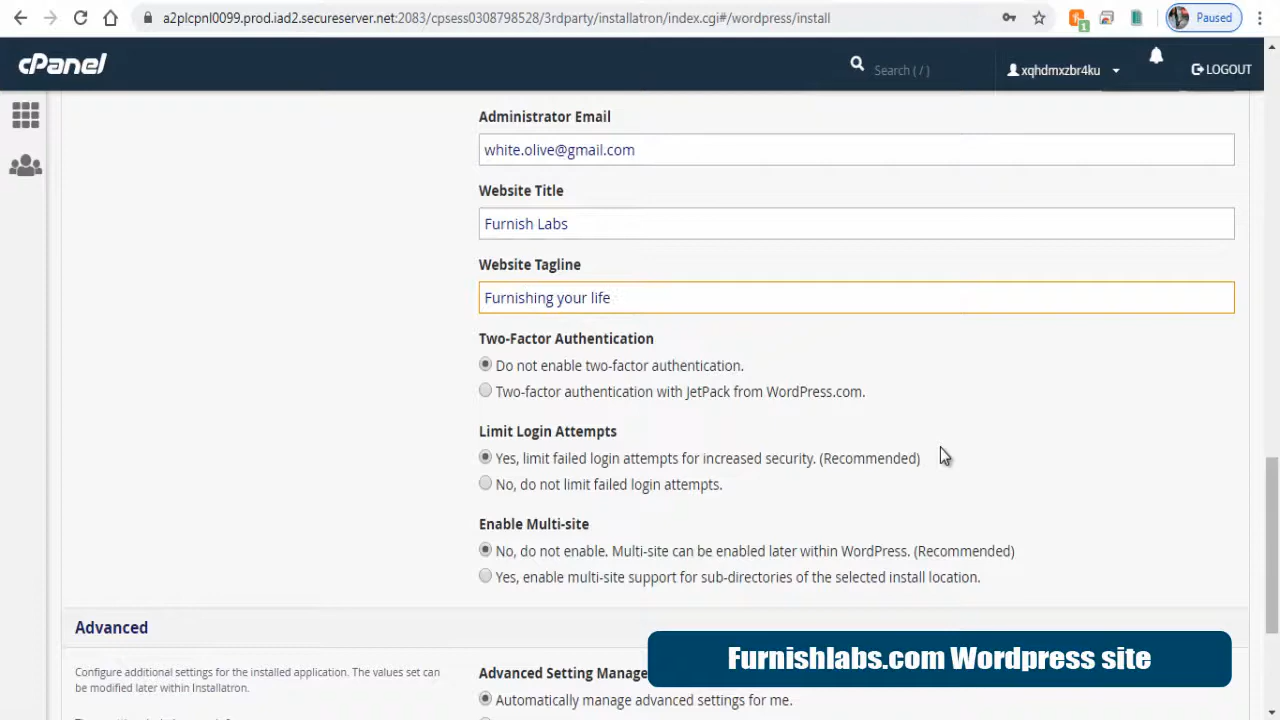 a2plcpnl0099.prod.iad2.secureserver.net:2083/cpsess0308798528/3rdparty/installatron/index.cgi#/wordpress/install
1
Paused
cPanel
Search ( / )
xqhdmxzbr4ku
LOGOUT
Administrator Email
white.olive@gmail.com
Website Title
Furnish Labs
Website Tagline
Furnishing your life
Two-Factor Authentication
Do not enable two-factor authentication.
Two-factor authentication with JetPack from WordPress.com.
Limit Login Attempts
Yes, limit failed login attempts for increased security. (Recommended)
No, do not limit failed login attempts.
Enable Multi-site
No, do not enable. Multi-site can be enabled later within WordPress. (Recommended)
Yes, enable multi-site support for sub-directories of the selected install location.
Advanced
Configure additional settings for the installed application. The values set can
be modified later within Installatron.
Advanced Setting Manage
Automatically manage advanced settings for me.
Furnishlabs.com Wordpress site